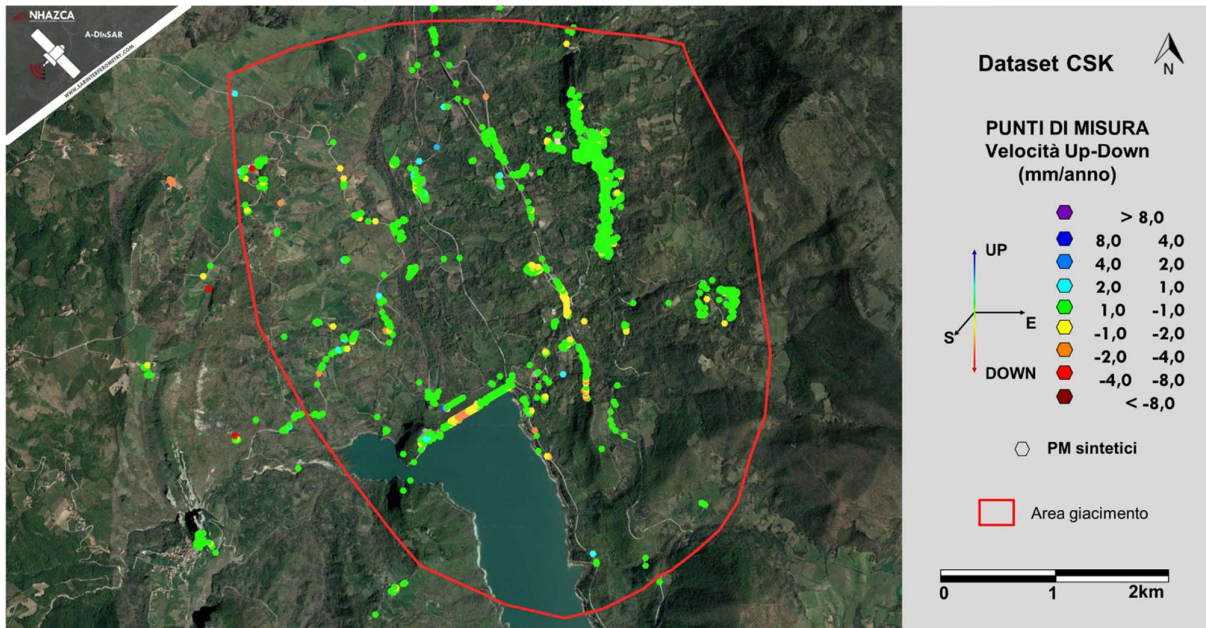 NHAZCA
A-DInSAR
WWW.SARINTERFEROMETRY.COM
Dataset CSK
N
PUNTI DI MISURA
Velocità Up-Down
(mm/anno)
> 8,0
8,0 4,0
4,0 2,0
2,0 1,0
1,0 -1,0
-1,0 -2,0
-2,0 -4,0
-4,0 -8,0
< -8,0
UP
E
S
DOWN
PM sintetici
Area giacimento
0 1 2km